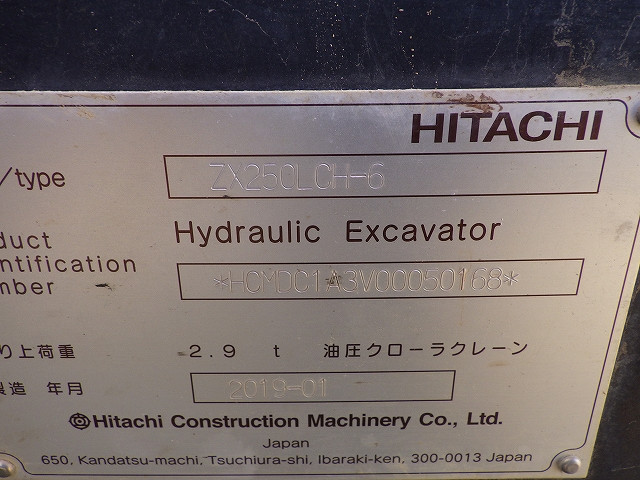 HITACHI
/type ZX250LCH-6
duct Hydraulic Excavator
ntification
mber *HCMDC1A3V00050168*
り上荷重 2.9 t 油圧クローラクレーン
製造 年月 2019-01
Hitachi Construction Machinery Co., Ltd.
Japan
650, Kandatsu-machi, Tsuchiura-shi, Ibaraki-ken, 300-0013 Japan